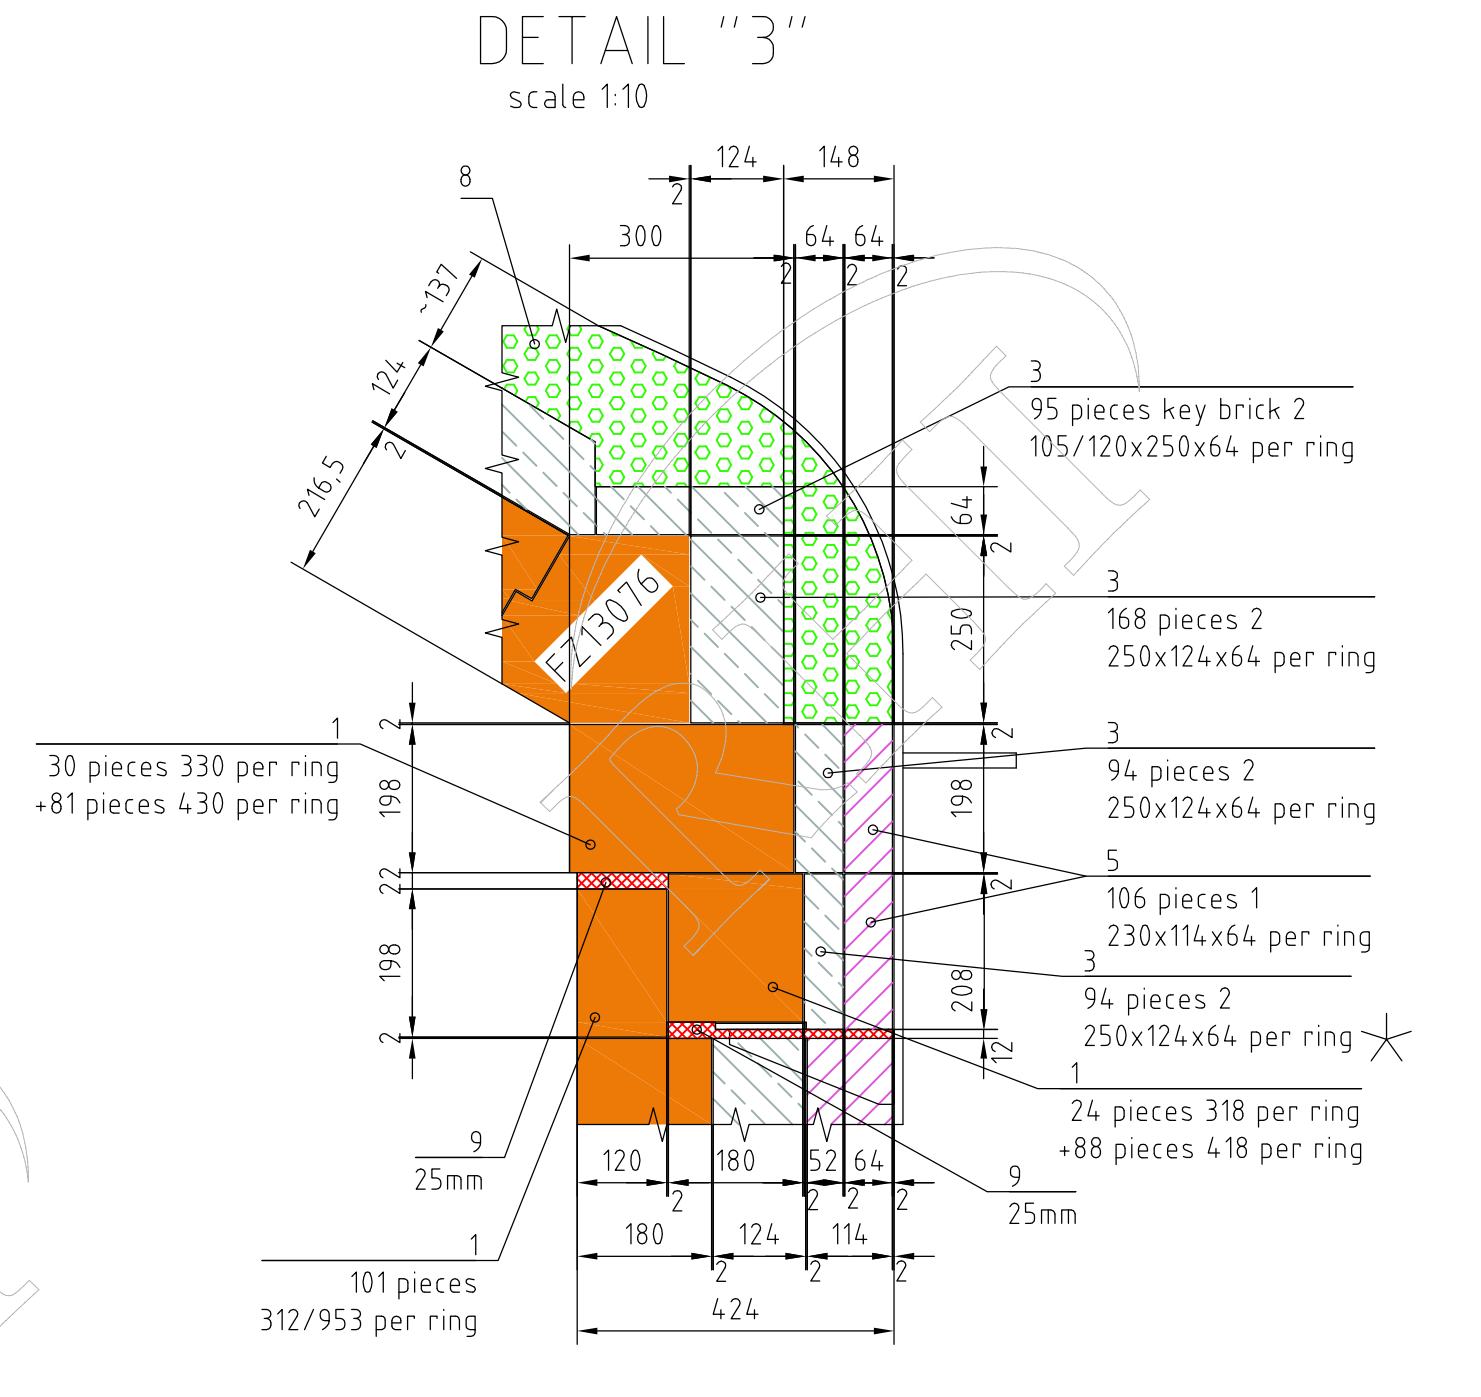 DETAIL "3"
scale 1:10
8
124
148
2
300
64
64
2
2
2
~137
124
2
216,5
3
95 pieces key brick 2
105/120x250x64 per ring
64
2
FZ13076
3
168 pieces 2
250x124x64 per ring
250
2
2
1
30 pieces 330 per ring
+81 pieces 430 per ring
198
3
94 pieces 2
250x124x64 per ring
198
5
106 pieces 1
230x114x64 per ring
22
2
198
208
3
94 pieces 2
250x124x64 per ring
2
12
1
24 pieces 318 per ring
+88 pieces 418 per ring
9
25mm
120
180
52
64
2
2
2
2
9
25mm
1
101 pieces
312/953 per ring
180
124
114
2
2
2
424